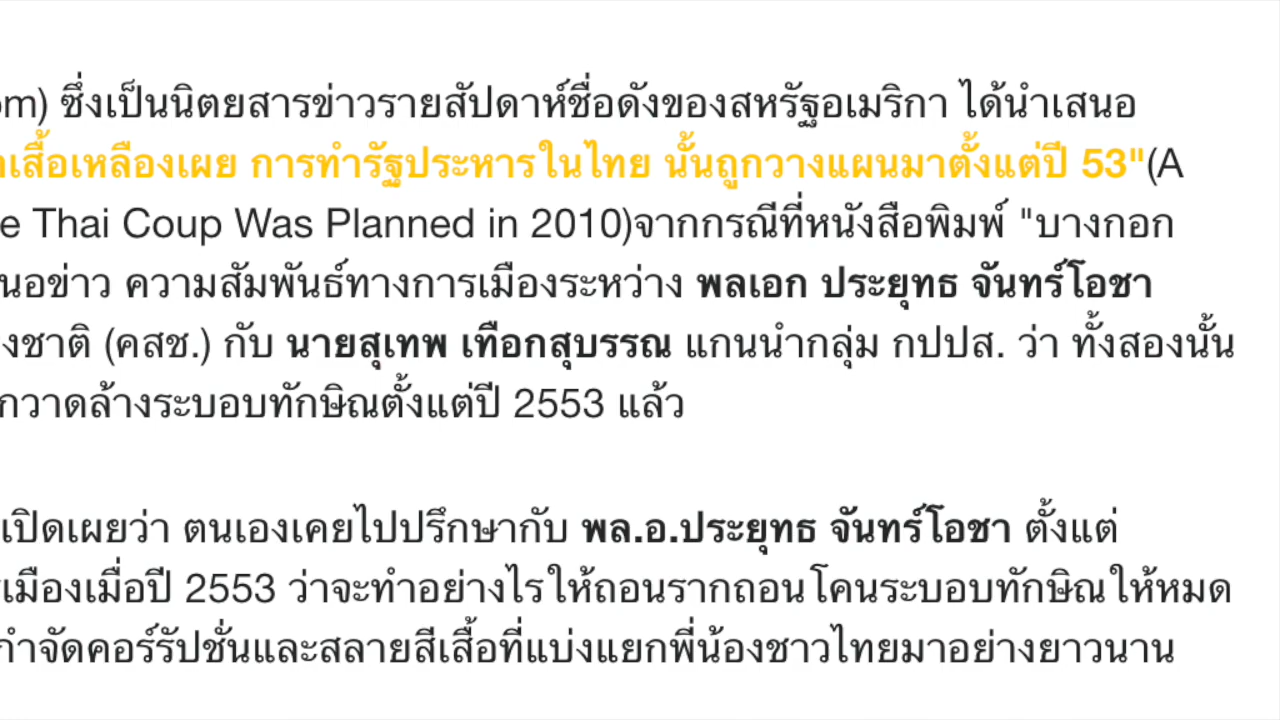 om) ซึ่งเป็นนิตยสารข่าวรายสัปดาห์ชื่อดังของสหรัฐอเมริกา ได้นำเสนอ
เสื้อเหลืองเผย การทำรัฐประหารในไทย นั้นถูกวางแผนมาตั้งแต่ปี 53"(A
e Thai Coup Was Planned in 2010)จากกรณีที่หนังสือพิมพ์ "บางกอก
นอข่าว ความสัมพันธ์ทางการเมืองระหว่าง พลเอก ประยุทธ จันทร์โอชา
งชาติ (คสช.) กับ นายสุเทพ เทือกสุบรรณ แกนนำกลุ่ม กปปส. ว่า ทั้งสองนั้น
กวาดล้างระบอบทักษิณตั้งแต่ปี 2553 แล้ว
เปิดเผยว่า ตนเองเคยไปปรึกษากับ พล.อ.ประยุทธ จันทร์โอชา ตั้งแต่
เมืองเมื่อปี 2553 ว่าจะทำอย่างไรให้ถอนรากถอนโคนระบอบทักษิณให้หมด
กำจัดคอร์รัปชั่นและสลายสีเสื้อที่แบ่งแยกพี่น้องชาวไทยมาอย่างยาวนาน